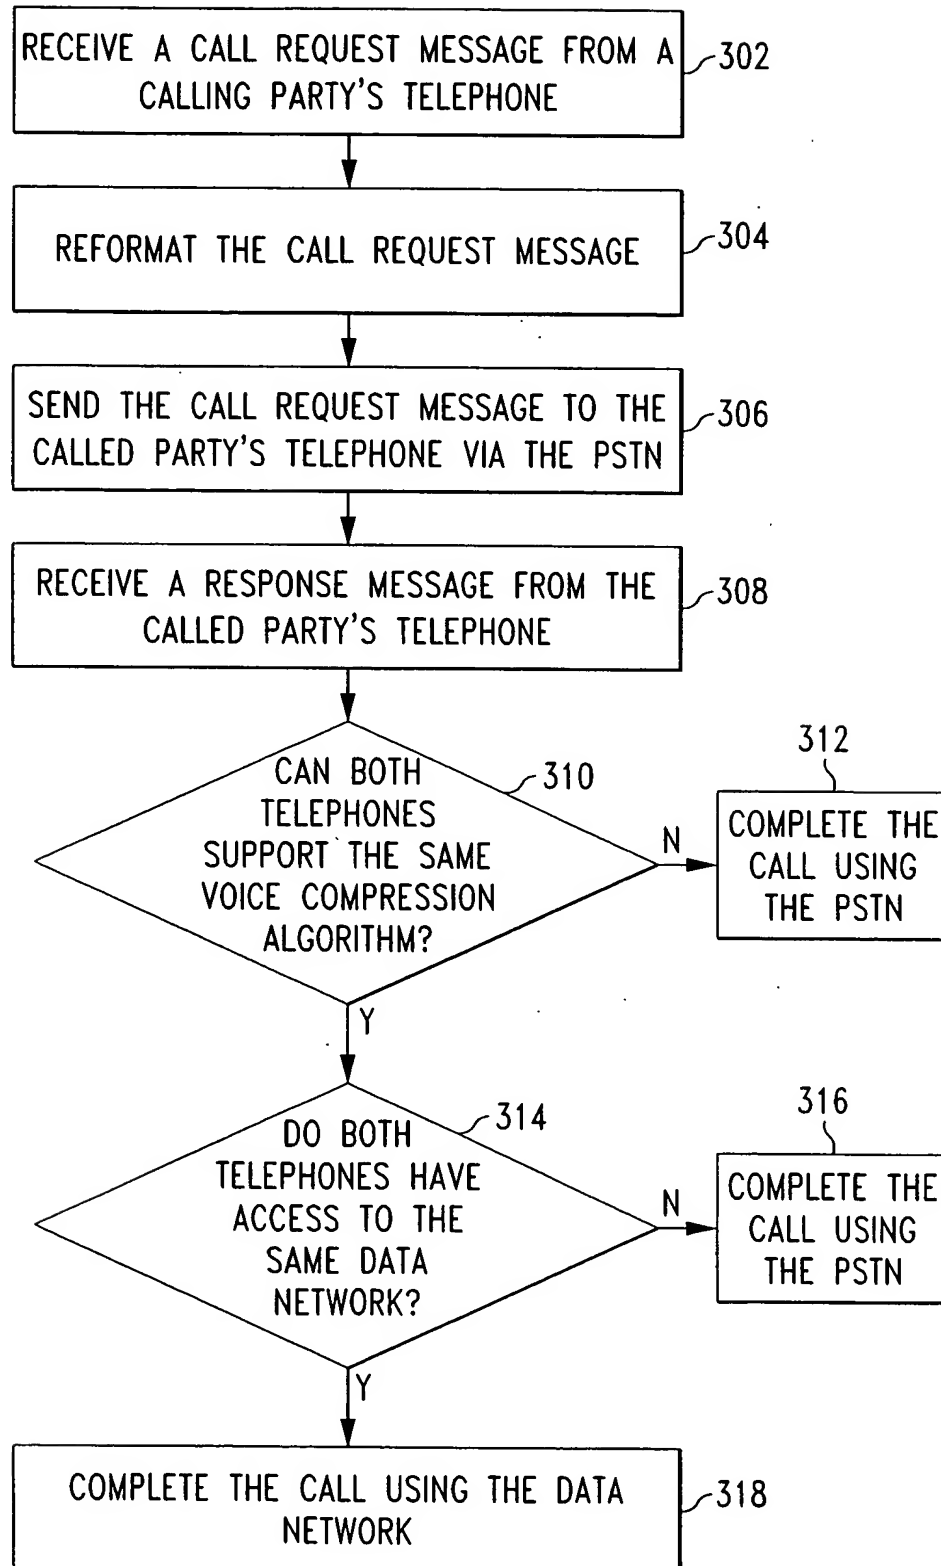 RECEIVE A CALL REQUEST MESSAGE FROM A
CALLING PARTY'S TELEPHONE
302
REFORMAT THE CALL REQUEST MESSAGE
304
SEND THE CALL REQUEST MESSAGE TO THE
CALLED PARTY'S TELEPHONE VIA THE PSTN
306
RECEIVE A RESPONSE MESSAGE FROM THE
CALLED PARTY'S TELEPHONE
308
CAN BOTH
TELEPHONES
SUPPORT THE SAME
VOICE COMPRESSION
ALGORITHM?
310
N
312
COMPLETE THE
CALL USING
THE PSTN
Y
DO BOTH
TELEPHONES HAVE
ACCESS TO THE
SAME DATA
NETWORK?
314
N
316
COMPLETE THE
CALL USING
THE PSTN
Y
COMPLETE THE CALL USING THE DATA
NETWORK
318